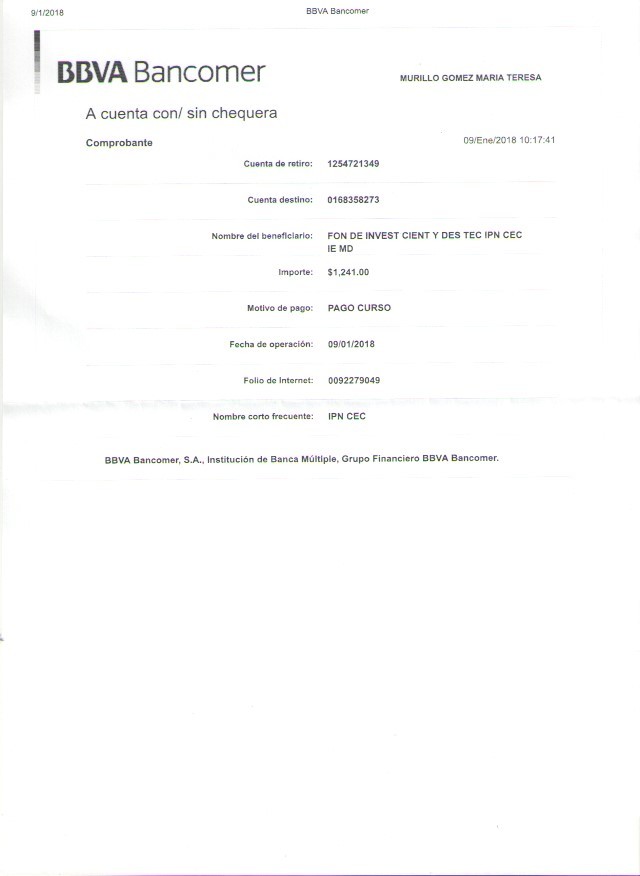 9/1/2018
BBVA Bancomer
BBVA Bancomer
MURILLO GOMEZ MARIA TERESA
A cuenta con/ sin chequera
Comprobante
09/Ene/2018 10:17:41
Cuenta de retiro: 1254721349
Cuenta destino: 0168358273
Nombre del beneficiario: FON DE INVEST CIENT Y DES TEC IPN CEC
IE MD
Importe: $1,241.00
Motivo de pago: PAGO CURSO
Fecha de operación: 09/01/2018
Folio de Internet: 0092279049
Nombre corto frecuente: IPN CEC
BBVA Bancomer, S.A., Institución de Banca Múltiple, Grupo Financiero BBVA Bancomer.